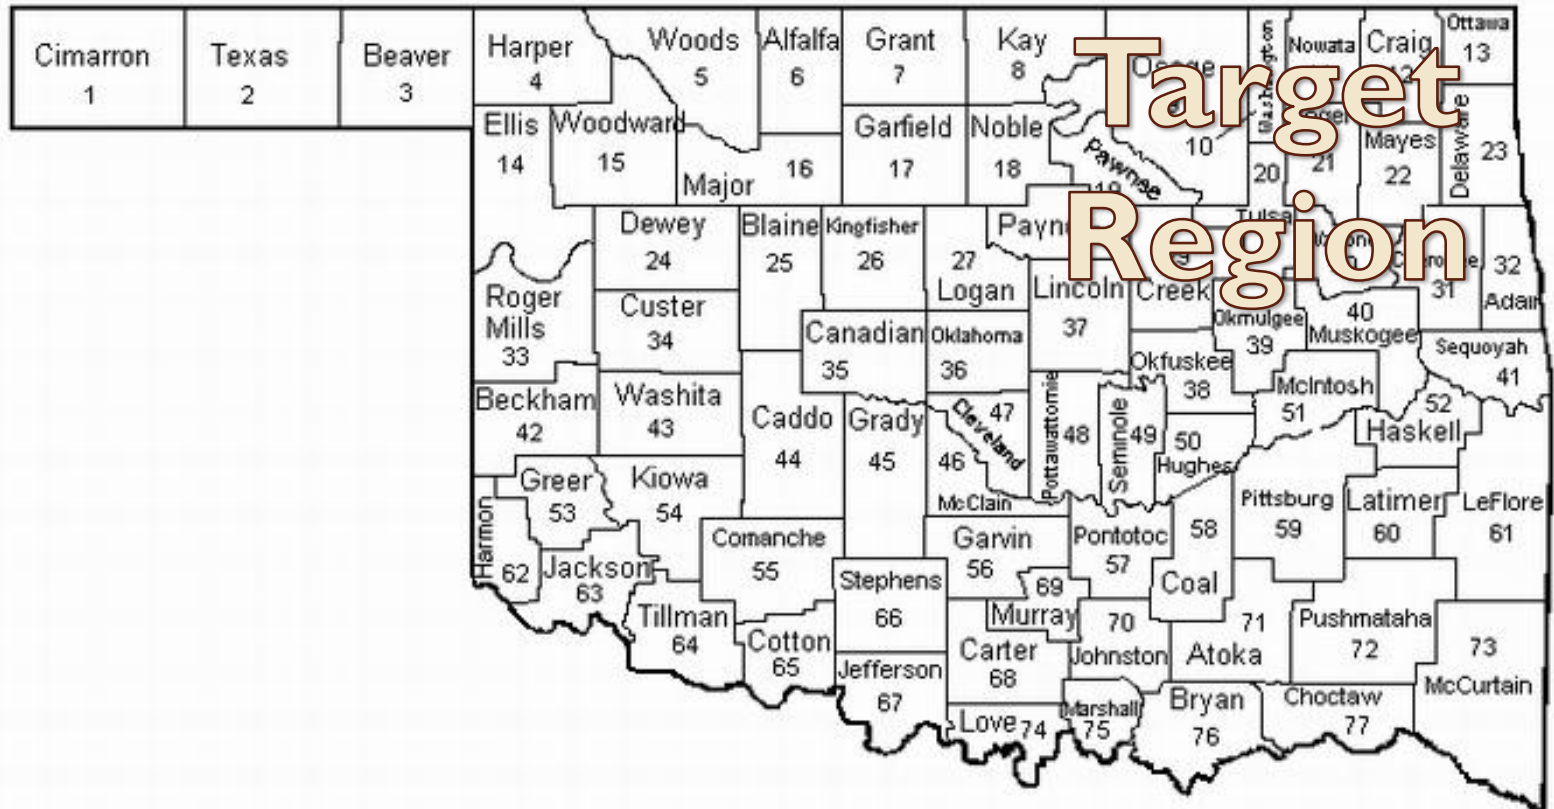 Cimarron
1
Texas
2
Beaver
3
Harper
4
Woods
5
Alfalfa
6
Grant
7
Kay
8
Target
Region
Nowata
Craig
Ottawa
13
Ellis
14
Woodward
15
Major
16
Garfield
17
Noble
18
Pawnee
10
20
21
Mayes
22
Delaware
23
Dewey
24
Blaine
25
Kingfisher
26
27
Logan
Lincoln
37
Creek
Tulsa
31
32
Adair
Roger
Mills
33
Custer
34
Canadian
35
Oklahoma
36
Okmulgee
39
40
Muskogee
Sequoyah
41
Okfuskee
38
McIntosh
51
52
Haskell
Beckham
42
Washita
43
Caddo
44
Grady
45
Cleveland
47
46
McClain
Pottawattomie
48
Seminole
49
50
Hughes
Greer
53
Kiowa
54
Harmon
62
Jackson
63
Comanche
55
Garvin
56
Pontotoc
57
58
Coal
Pittsburg
59
Latimer
60
LeFlore
61
Tillman
64
Cotton
65
Stephens
66
69
Murray
70
Johnston
71
Atoka
Pushmataha
72
73
McCurtain
Jefferson
67
Carter
68
Love 74
Marshall
75
Bryan
76
Choctaw
77